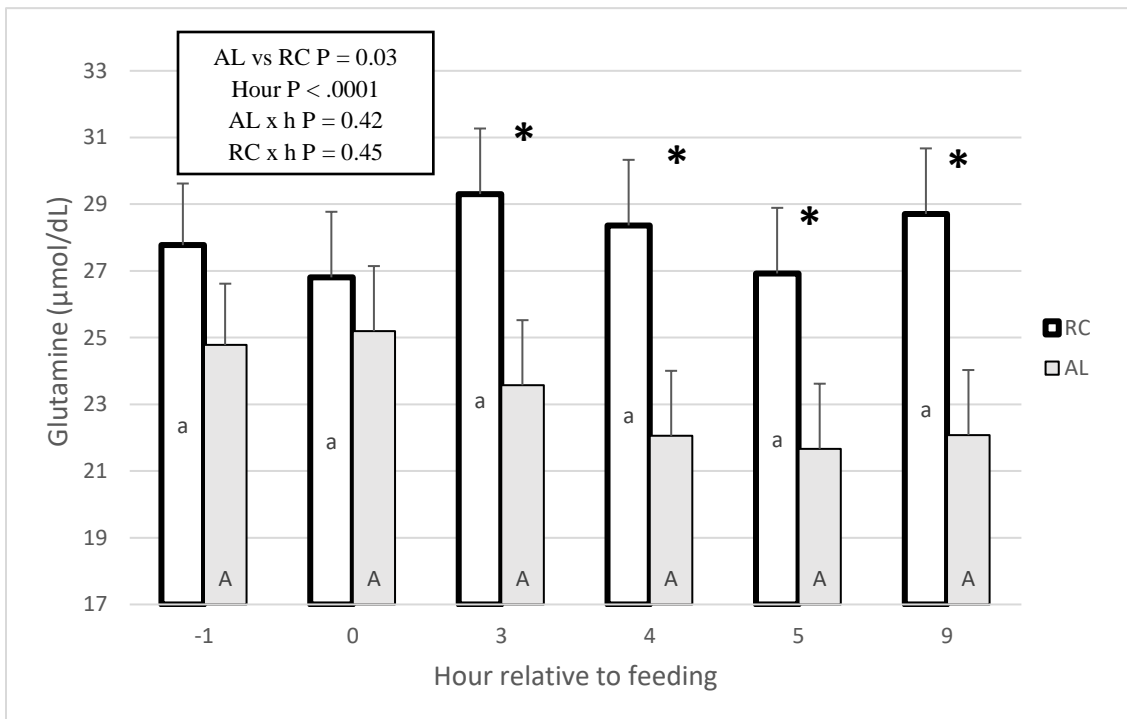 AL vs RC P = 0.03
Hour P < .0001
AL x h P = 0.42
RC x h P = 0.45
33
31
29
27
25
23
21
19
17
Glutamine (µmol/dL)
* * * *
a a a a a a
A A A A A A
RC
AL
-1 0 3 4 5 9
Hour relative to feeding